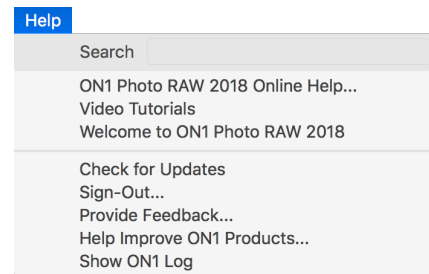 Help
Search
ON1 Photo RAW 2018 Online Help...
Video Tutorials
Welcome to ON1 Photo RAW 2018
Check for Updates
Sign-Out...
Provide Feedback...
Help Improve ON1 Products...
Show ON1 Log